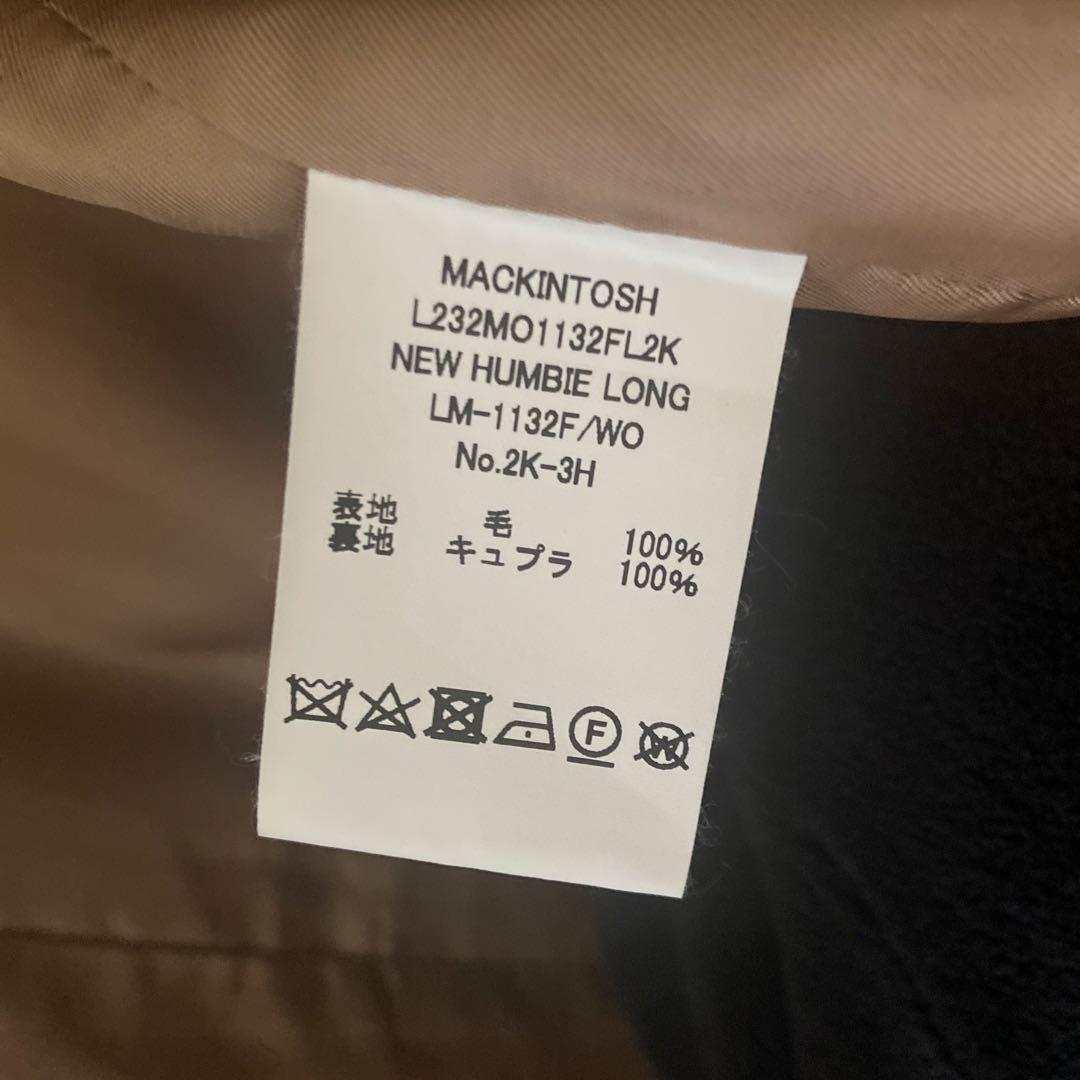 MACKINTOSH
L232MO1132FL2K
NEW HUMBIE LONG
LM-1132F/WO
No.2K-3H
表地 毛 100%
裏地 キュプラ 100%
F W